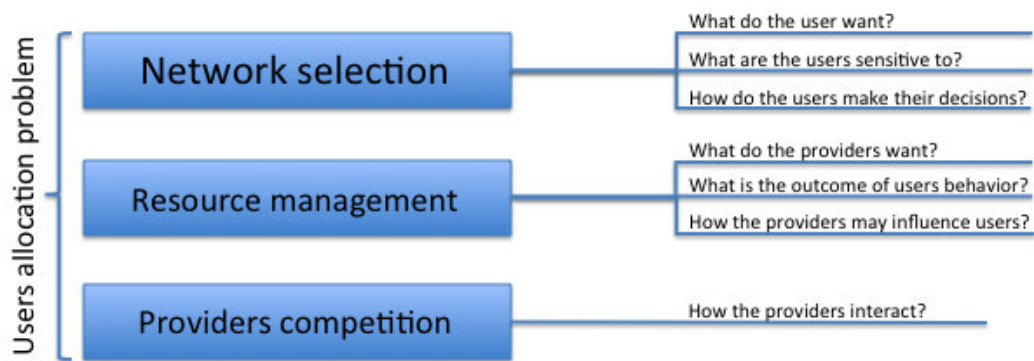 Users allocation problem
Network selection
What do the user want?
What are the users sensitive to?
How do the users make their decisions?
Resource management
What do the providers want?
What is the outcome of users behavior?
How the providers may influence users?
Providers competition
How the providers interact?